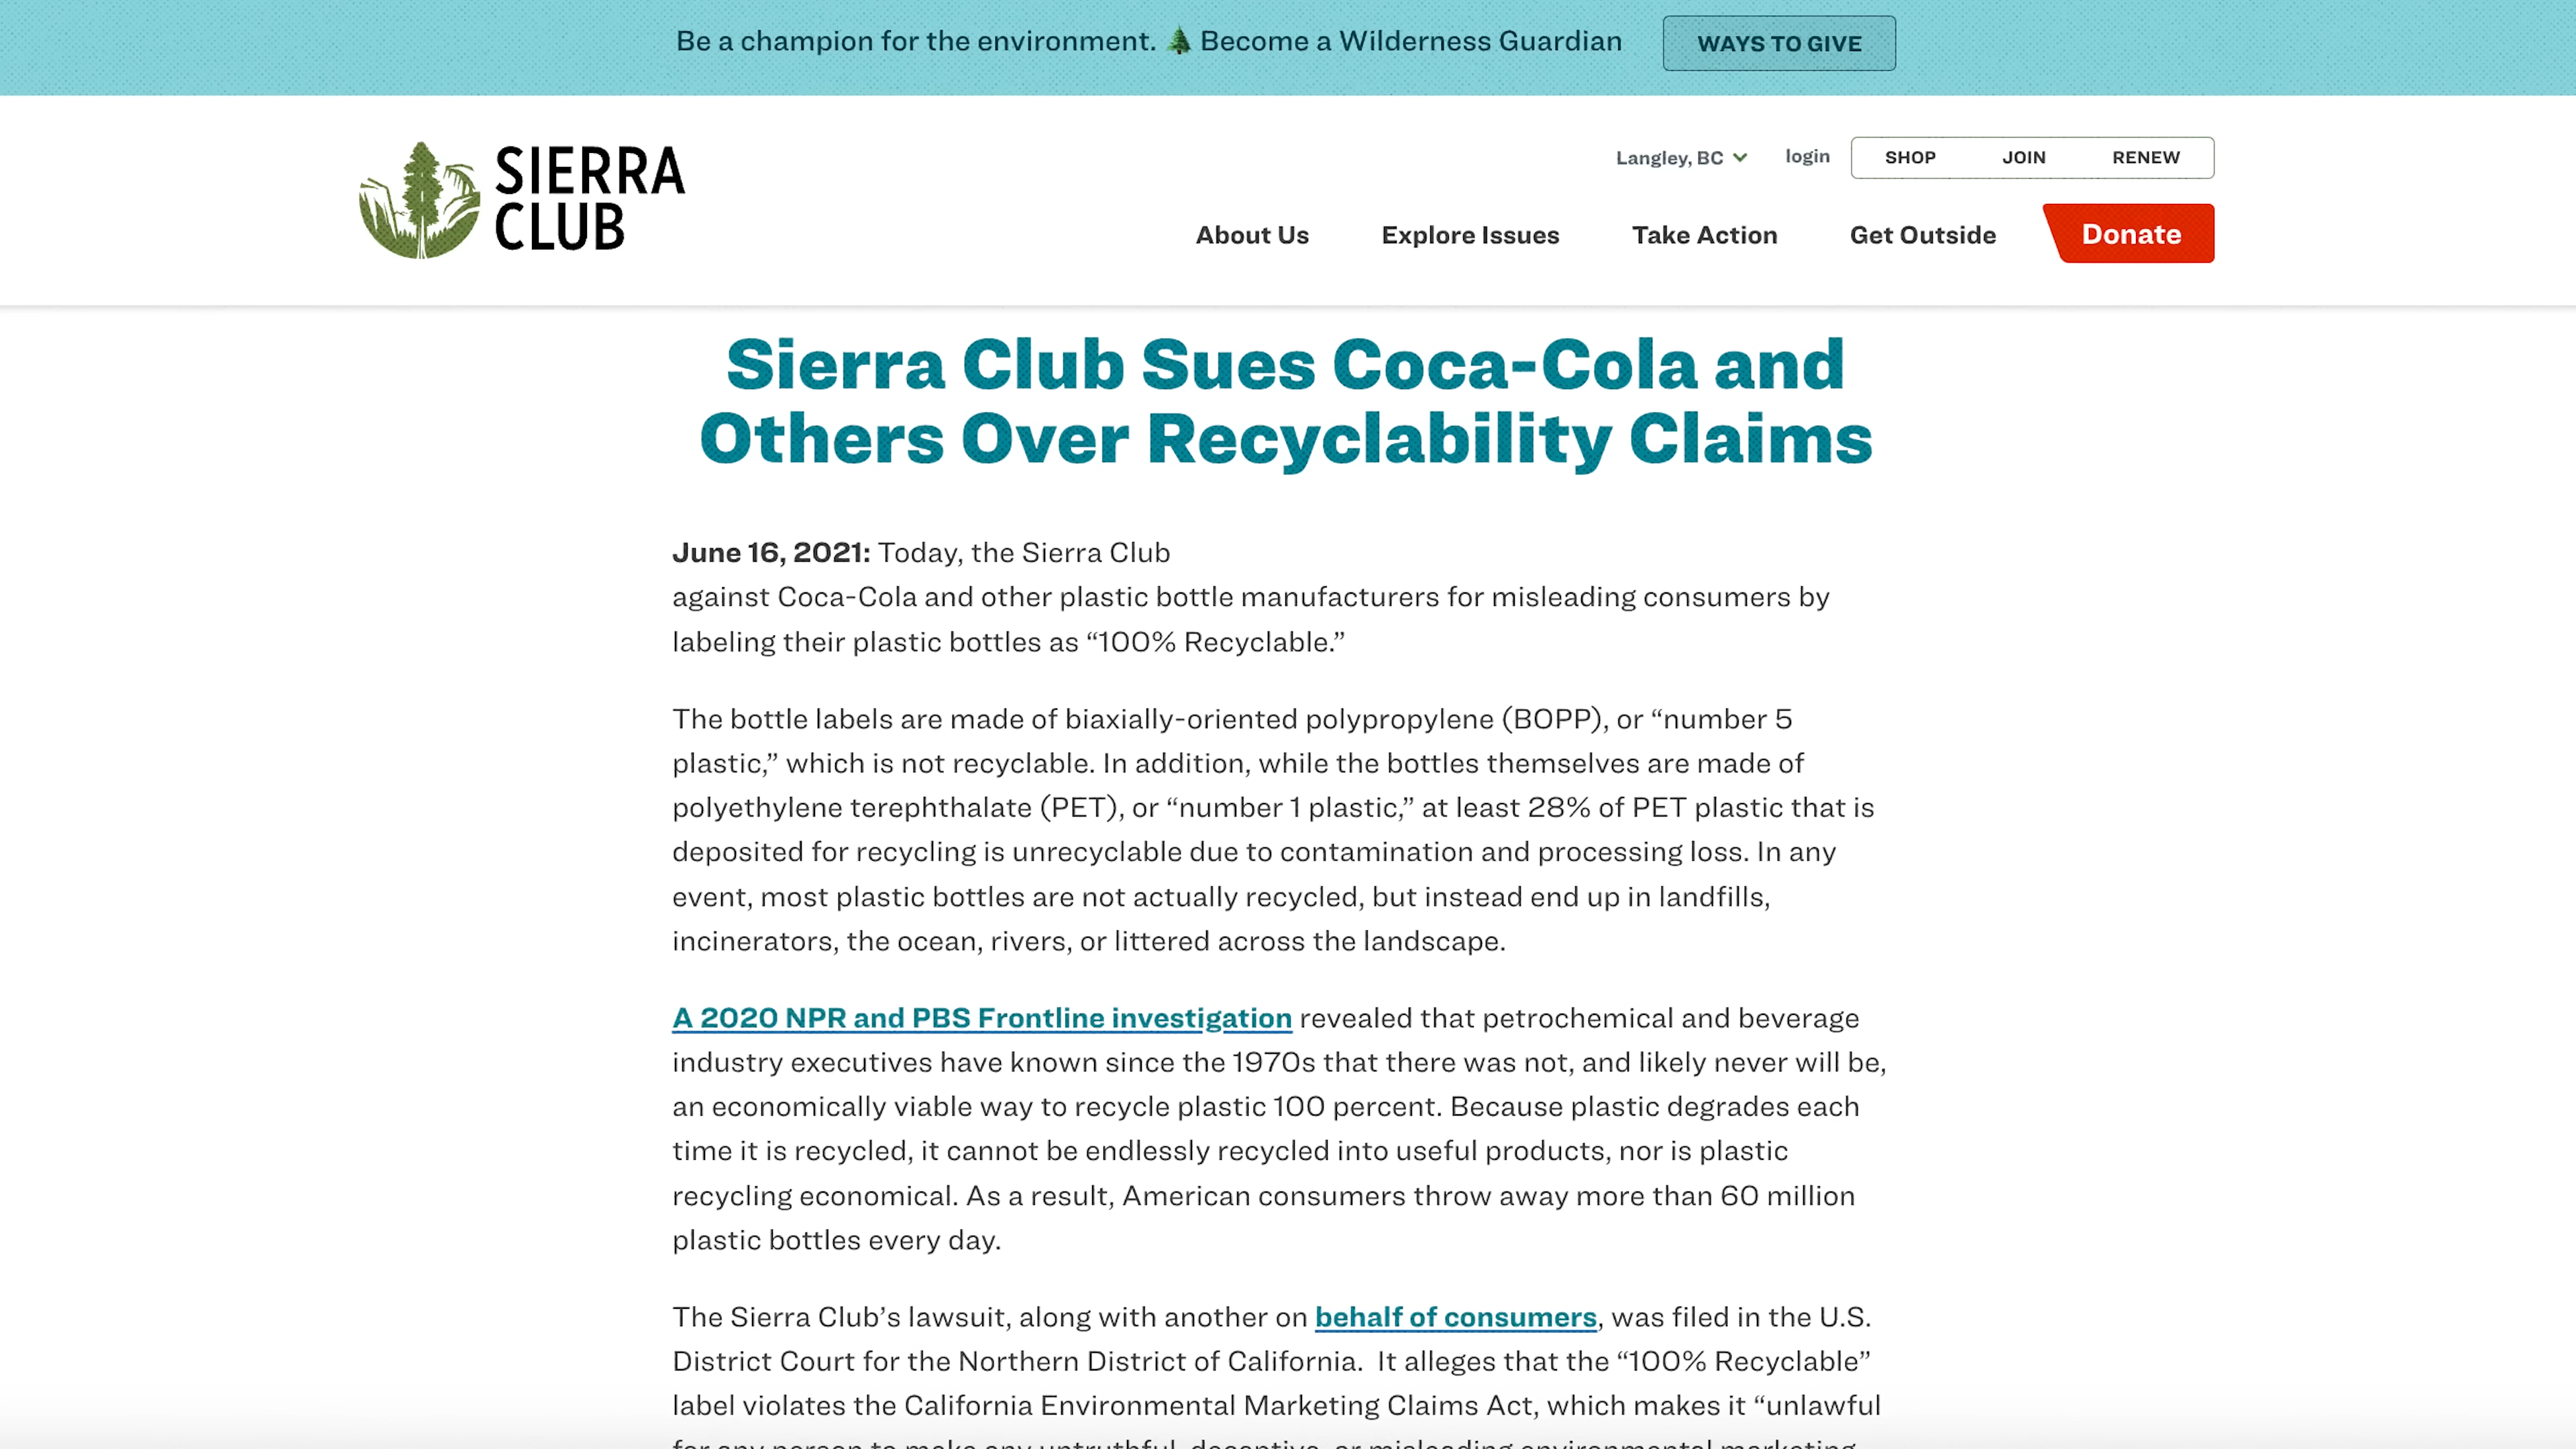 Be a champion for the environment. 🌲 Become a Wilderness Guardian
WAYS TO GIVE
SIERRA
CLUB
Langley, BC
login
SHOP
JOIN
RENEW
About Us
Explore Issues
Take Action
Get Outside
Donate
Sierra Club Sues Coca-Cola and
Others Over Recyclability Claims
June 16, 2021: Today, the Sierra Club
against Coca-Cola and other plastic bottle manufacturers for misleading consumers by
labeling their plastic bottles as “100% Recyclable.”
The bottle labels are made of biaxially-oriented polypropylene (BOPP), or “number 5
plastic,” which is not recyclable. In addition, while the bottles themselves are made of
polyethylene terephthalate (PET), or “number 1 plastic,” at least 28% of PET plastic that is
deposited for recycling is unrecyclable due to contamination and processing loss. In any
event, most plastic bottles are not actually recycled, but instead end up in landfills,
incinerators, the ocean, rivers, or littered across the landscape.
A 2020 NPR and PBS Frontline investigation revealed that petrochemical and beverage
industry executives have known since the 1970s that there was not, and likely never will be,
an economically viable way to recycle plastic 100 percent. Because plastic degrades each
time it is recycled, it cannot be endlessly recycled into useful products, nor is plastic
recycling economical. As a result, American consumers throw away more than 60 million
plastic bottles every day.
The Sierra Club’s lawsuit, along with another on behalf of consumers, was filed in the U.S.
District Court for the Northern District of California. It alleges that the “100% Recyclable”
label violates the California Environmental Marketing Claims Act, which makes it “unlawful
for any person to make any untruthful, deceptive, or misleading environmental marketing